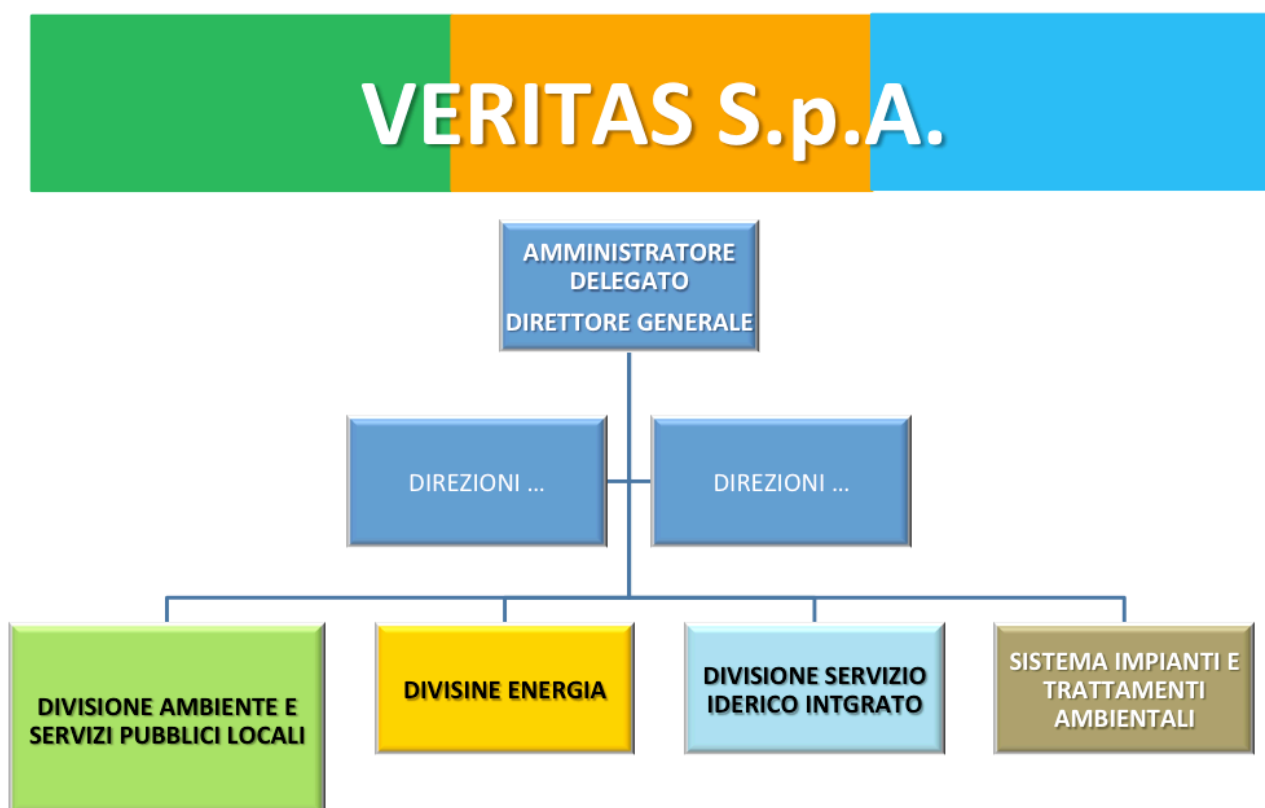 VERITAS S.p.A.
AMMINISTRATORE
DELEGATO
DIRETTORE GENERALE
DIREZIONI ...
DIREZIONI ...
DIVISIONE AMBIENTE E
SERVIZI PUBBLICI LOCALI
DIVISINE ENERGIA
DIVISIONE SERVIZIO
IDERICO INTGRATO
SISTEMA IMPIANTI E
TRATTAMENTI
AMBIENTALI